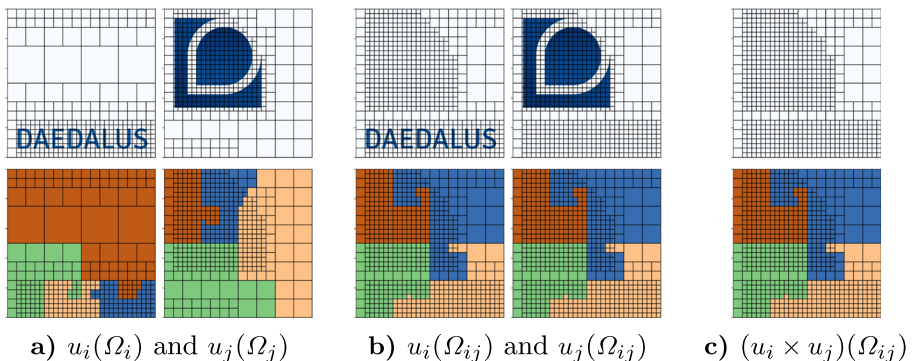 DAEDALUS
DAEDALUS
a) u_i(Ω_i) and u_j(Ω_j)
b) u_i(Ω_ij) and u_j(Ω_ij)
c) (u_i × u_j)(Ω_ij)